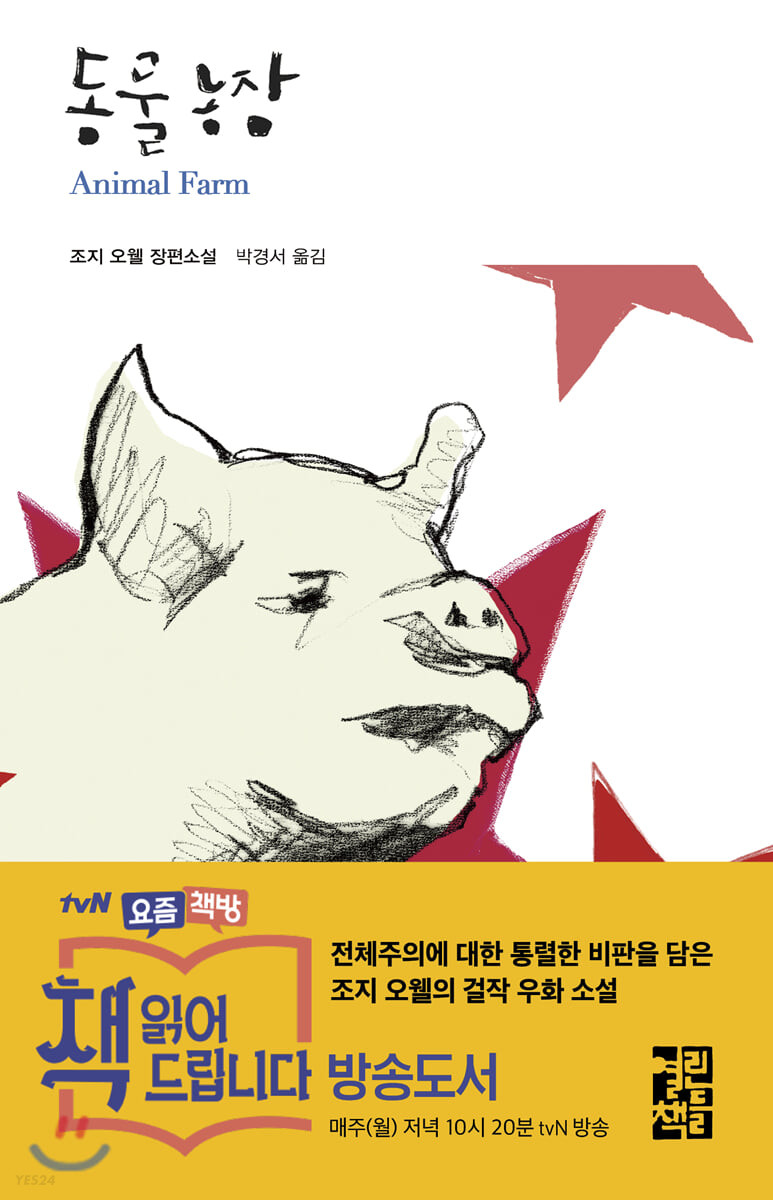 동물 농장
Animal Farm
조지 오웰 장편소설 박경서 옮김
tvN 요즘 책방
책 읽어
드립니다 방송도서
전체주의에 대한 통렬한 비판을 담은
조지 오웰의 걸작 우화 소설
매주(월) 저녁 10시 20분 tvN 방송
열린책들
YES24